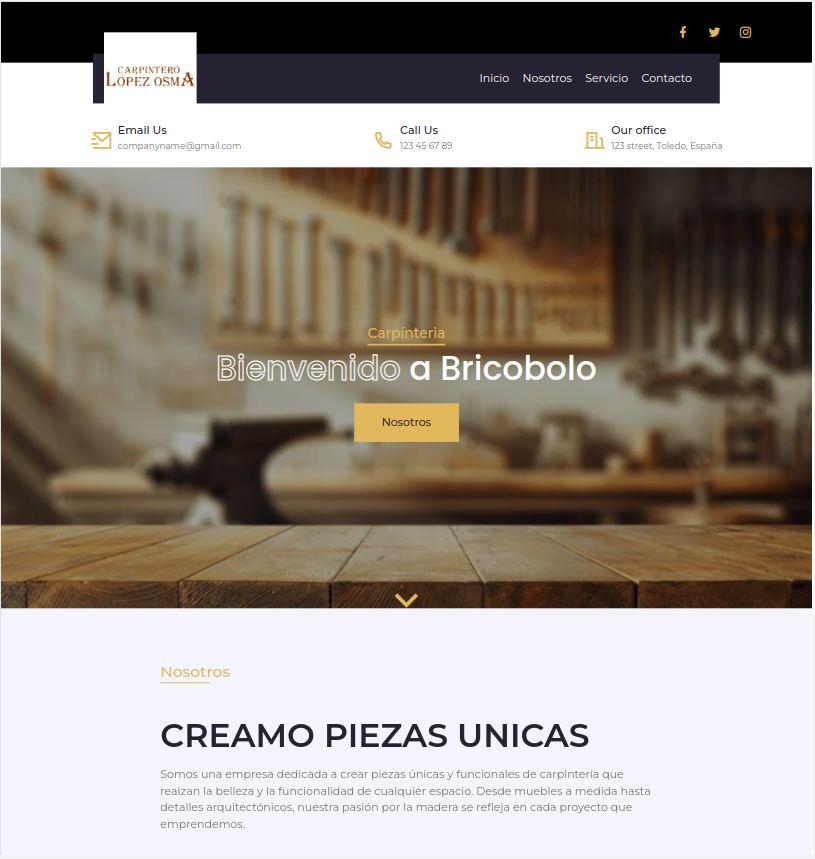 CARPINTERO
LÓPEZ OSMA
Inicio Nosotros Servicio Contacto
Email Us
companyname@gmail.com
Call Us
123 45 67 89
Our office
123 street, Toledo, España
Carpínteria
Bienvenido a Bricobolo
Nosotros
Nosotros
CREAMO PIEZAS UNICAS
Somos una empresa dedicada a crear piezas únicas y funcionales de carpintería que
realzan la belleza y la funcionalidad de cualquier espacio. Desde muebles a medida hasta
detalles arquitectónicos, nuestra pasión por la madera se refleja en cada proyecto que
emprendemos.